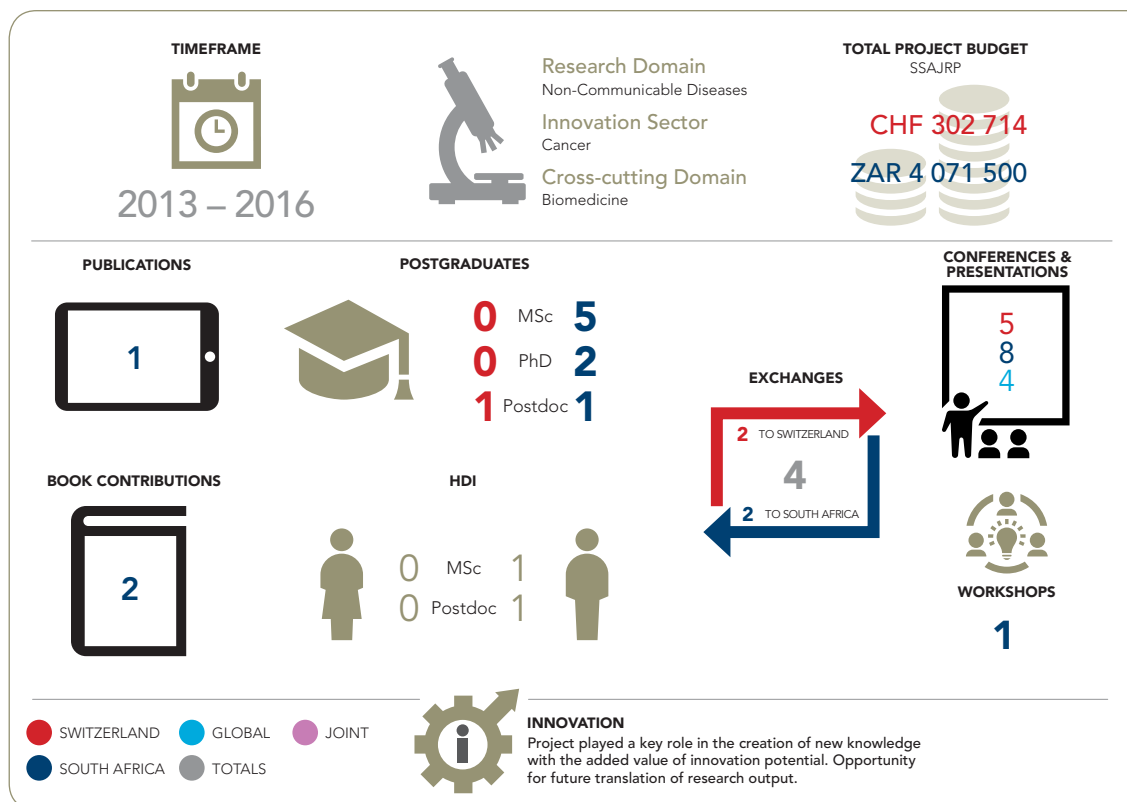 TIMEFRAME
2013 – 2016
Research Domain
Non-Communicable Diseases
Innovation Sector
Cancer
Cross-cutting Domain
Biomedicine
TOTAL PROJECT BUDGET
SSAJRP
CHF 302 714
ZAR 4 071 500
PUBLICATIONS
1
POSTGRADUATES
0 MSc 5
0 PhD 2
1 Postdoc 1
EXCHANGES
2 TO SWITZERLAND
4
2 TO SOUTH AFRICA
CONFERENCES &
PRESENTATIONS
5
8
4
BOOK CONTRIBUTIONS
2
HDI
0 MSc 1
0 Postdoc 1
WORKSHOPS
1
SWITZERLAND
GLOBAL
JOINT
SOUTH AFRICA
TOTALS
i
INNOVATION
Project played a key role in the creation of new knowledge
with the added value of innovation potential. Opportunity
for future translation of research output.